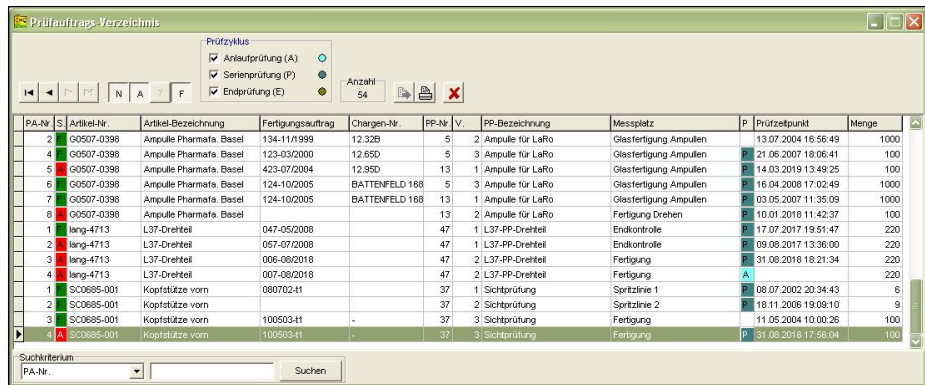 Prüfauftrags-Verzeichnis
Prüfzyklus
Anlaufprüfung (A)
Serienprüfung (P)
Endprüfung (E)
N A ? F
Anzahl
54
PA-Nr. S. Artikel-Nr. Artikel-Bezeichnung Fertigungsauftrag Chargen-Nr. PP-Nr V. PP-Bezeichnung Messplatz P Prüfzeitpunkt Menge
2 F G0507-0398 Ampulle Pharmafa. Basel 134-11/1999 12.32B 5 2 Ampulle für LaRo Glasfertigung Ampullen 13.07.2004 16:56:49 1000
4 F G0507-0398 Ampulle Pharmafa. Basel 123-03/2000 12.65D 5 3 Ampulle für LaRo Glasfertigung Ampullen P 21.06.2007 18:06:41 100
5 A G0507-0398 Ampulle Pharmafa. Basel 423-07/2004 12.95D 13 1 Ampulle für LaRo Glasfertigung Ampullen P 14.03.2019 13:49:25 100
6 F G0507-0398 Ampulle Pharmafa. Basel 124-10/2005 BATTENFELD 168 5 3 Ampulle für LaRo Glasfertigung Ampullen P 16.04.2008 17:02:49 1000
7 F G0507-0398 Ampulle Pharmafa. Basel 124-10/2005 BATTENFELD 168 13 1 Ampulle für LaRo Glasfertigung Ampullen P 03.05.2007 11:35:09 1000
8 A G0507-0398 Ampulle Pharmafa. Basel 13 2 Ampulle für LaRo Fertigung Drehen P 10.01.2018 11:42:37 100
1 F lang-4713 L37-Drehteil 047-05/2008 47 1 L37-PP-Drehteil Endkontrolle P 17.07.2017 19:51:47 220
2 A lang-4713 L37-Drehteil 057-07/2008 47 1 L37-PP-Drehteil Endkontrolle P 09.08.2017 13:36:00 220
3 A lang-4713 L37-Drehteil 006-08/2018 47 2 L37-PP-Drehteil Fertigung P 31.08.2018 18:21:34 220
4 A lang-4713 L37-Drehteil 007-08/2018 47 2 L37-PP-Drehteil Fertigung A 220
1 F SC0685-001 Kopfstütze vorn 080702-t1 37 1 Sichtprüfung Spritzlinie 1 P 08.07.2002 20:34:43 6
2 F SC0685-001 Kopfstütze vorn 37 2 Sichtprüfung Spritzlinie 2 P 18.11.2006 19:09:10 9
3 F SC0685-001 Kopfstütze vorn 100503-t1 - 37 3 Sichtprüfung Fertigung 11.05.2004 10:00:26 100
4 A SC0685-001 Kopfstütze vorn 100503-t1 - 37 3 Sichtprüfung Fertigung P 31.08.2018 17:56:04 100
Suchkriterium
PA-Nr. Suchen